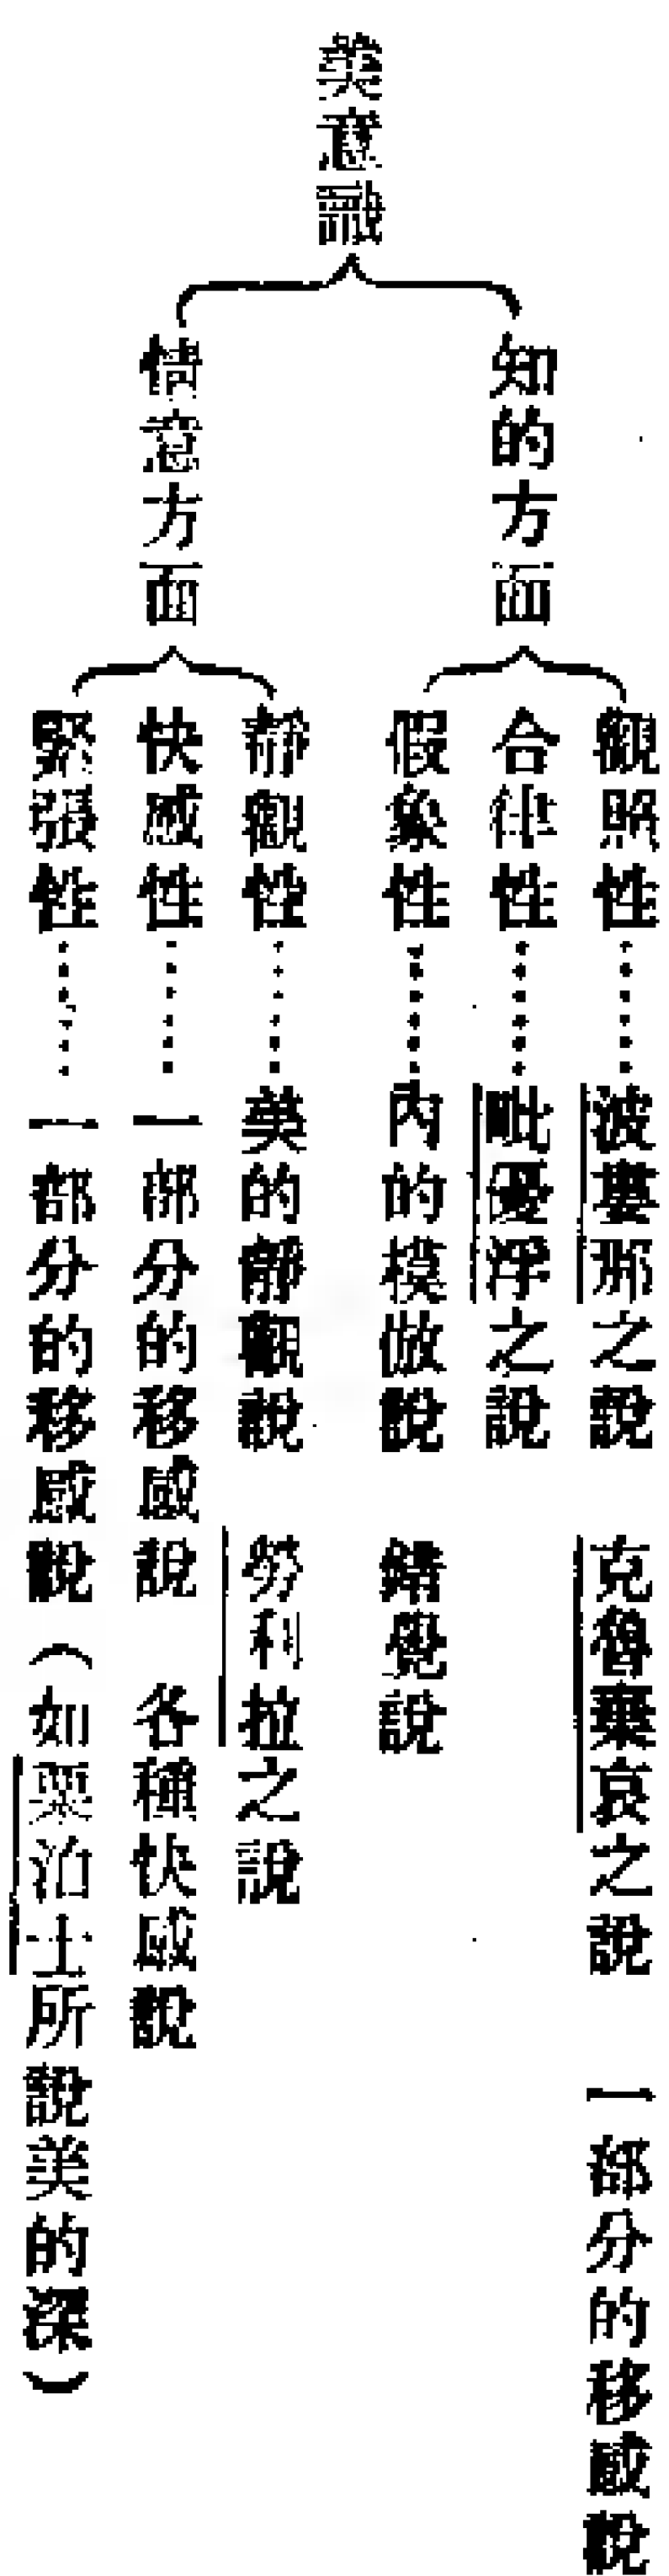 美意識
知的方面
觀照性……波婁那之說　克魯棄哀之說　一部分的移感說
合律性……毗優浮之說
假象性……內的模倣說　錯覺說
情意方面
靜觀性……美的靜觀說　勞利拉之說
快感性……一部分的移感說　各種快感說
緊張性……一部分的移感說（如栗泊士所說美的深）